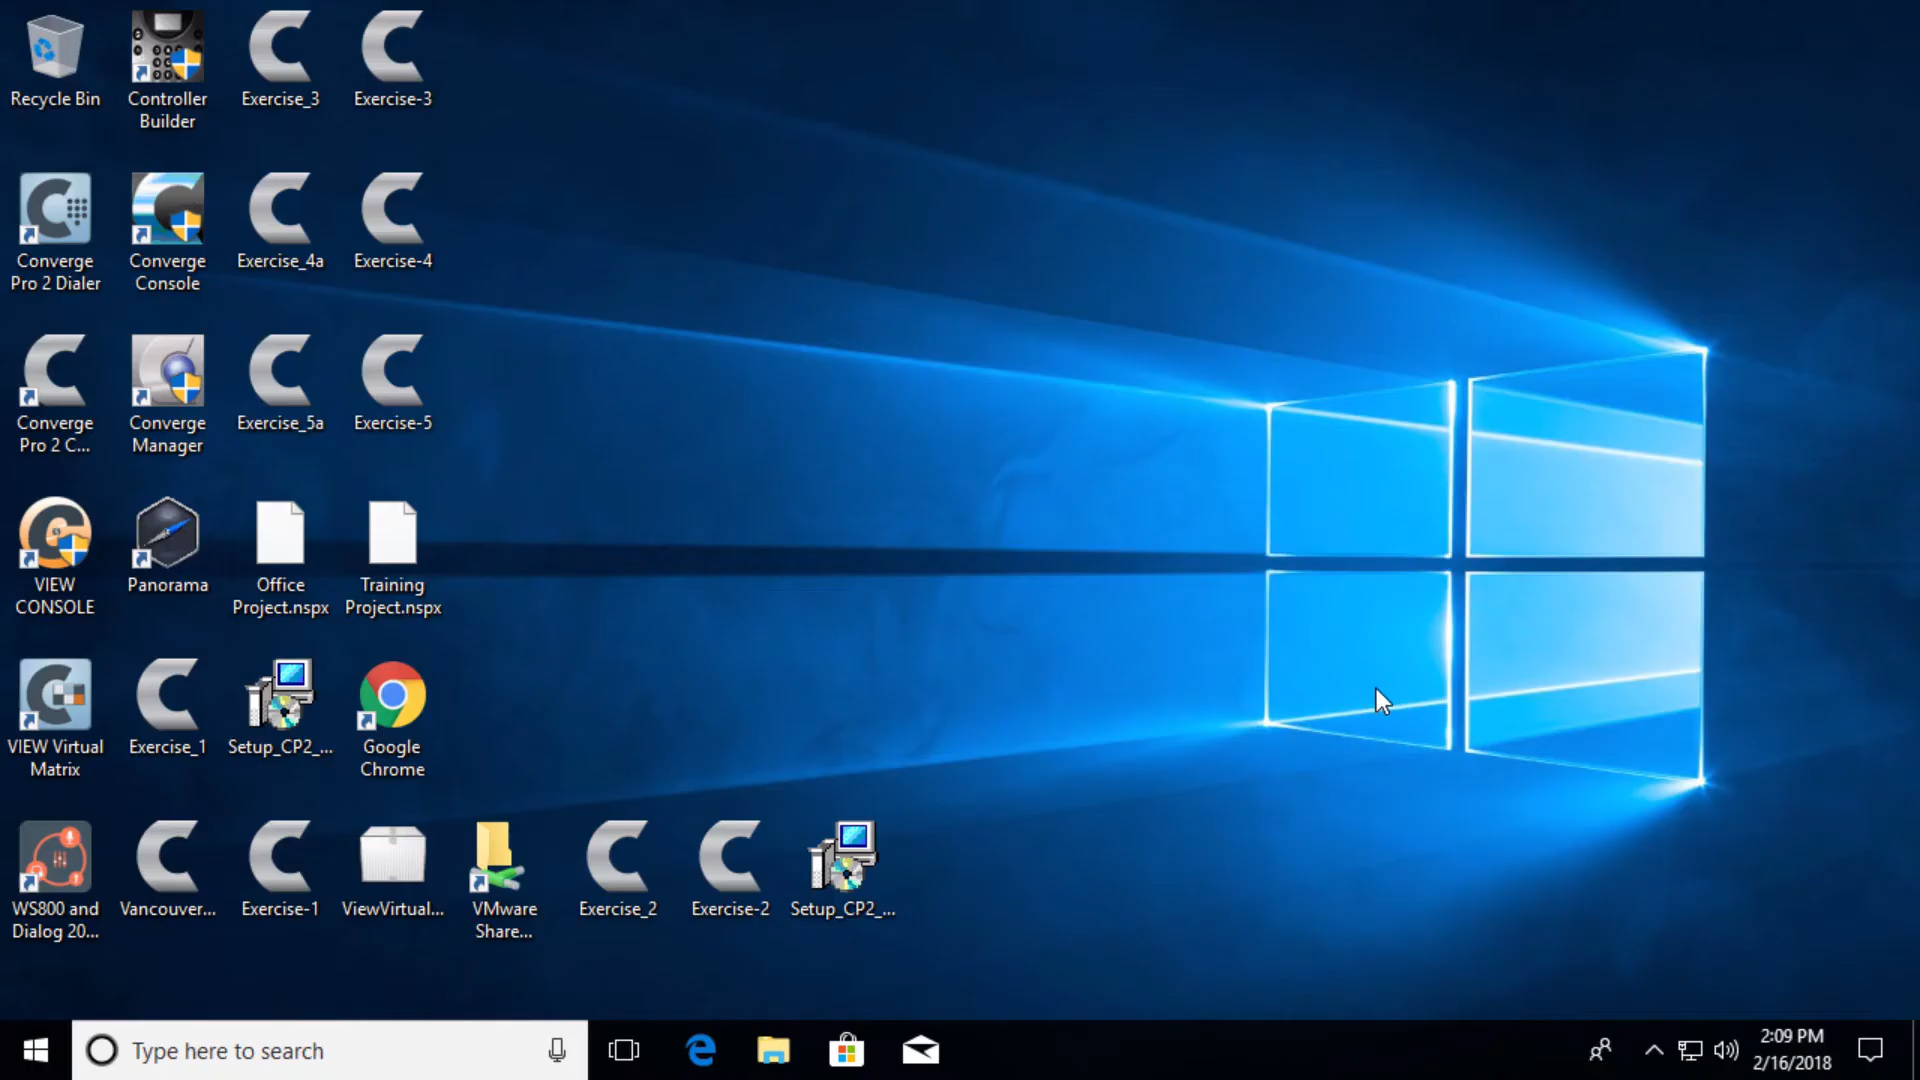 Recycle Bin
Controller
Builder
Exercise_3
Exercise-3
Converge
Pro 2 Dialer
Converge
Console
Exercise_4a
Exercise-4
Converge
Pro 2 C...
Converge
Manager
Exercise_5a
Exercise-5
VIEW
CONSOLE
Panorama
Office
Project.nspx
Training
Project.nspx
VIEW Virtual
Matrix
Exercise_1
Setup_CP2_...
Google
Chrome
WS800 and
Dialog 20...
Vancouver...
Exercise-1
ViewVirtual...
VMware
Share...
Exercise_2
Exercise-2
Setup_CP2_...
Type here to search
2:09 PM
2/16/2018